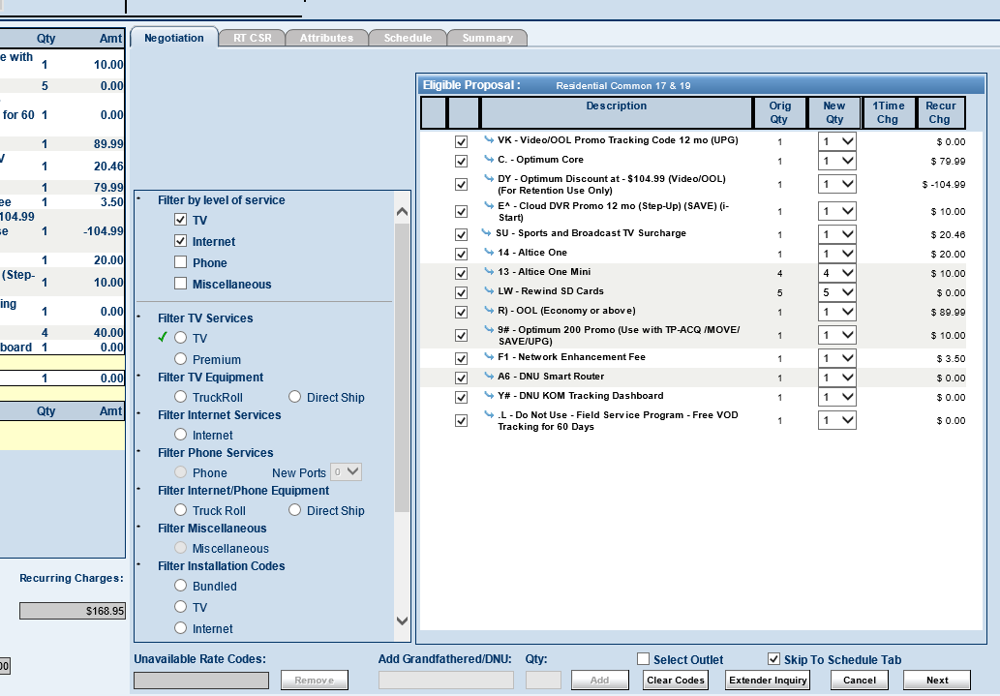 Qty Amt
e with 1 10.00
5 0.00
for 60 1 0.00
1 89.99
V 1 20.46
1 79.99
ee 1 3.50
104.99
se 1 -104.99
1 20.00
(Step- 1 10.00
ing 1 0.00
4 40.00
board 1 0.00
1 0.00
Qty Amt
Recurring Charges:
$168.95
00
Negotiation RT CSR Attributes Schedule Summary
Filter by level of service
TV
Internet
Phone
Miscellaneous
Filter TV Services
TV
Premium
Filter TV Equipment
TruckRoll Direct Ship
Filter Internet Services
Internet
Filter Phone Services
Phone New Ports 0
Filter Internet/Phone Equipment
Truck Roll Direct Ship
Filter Miscellaneous
Miscellaneous
Filter Installation Codes
Bundled
TV
Internet
Eligible Proposal : Residential Common 17 & 19
Description Orig Qty New Qty 1Time Chg Recur Chg
VK - Video/OOL Promo Tracking Code 12 mo (UPG) 1 1 $ 0.00
C. - Optimum Core 1 1 $ 79.99
DY - Optimum Discount at - $104.99 (Video/OOL)
(For Retention Use Only) 1 1 $ -104.99
E^ - Cloud DVR Promo 12 mo (Step-Up) (SAVE) (i-
Start) 1 1 $ 10.00
SU - Sports and Broadcast TV Surcharge 1 1 $ 20.46
14 - Altice One 1 1 $ 20.00
13 - Altice One Mini 4 4 $ 10.00
LW - Rewind SD Cards 5 5 $ 0.00
R) - OOL (Economy or above) 1 1 $ 89.99
9# - Optimum 200 Promo (Use with TP-ACQ /MOVE/
SAVE/UPG) 1 1 $ 10.00
F1 - Network Enhancement Fee 1 1 $ 3.50
A6 - DNU Smart Router 1 1 $ 0.00
Y# - DNU KOM Tracking Dashboard 1 1 $ 0.00
.L - Do Not Use - Field Service Program - Free VOD
Tracking for 60 Days 1 1 $ 0.00
Unavailable Rate Codes: Add Grandfathered/DNU: Qty: Select Outlet Skip To Schedule Tab
Remove Add Clear Codes Extender Inquiry Cancel Next